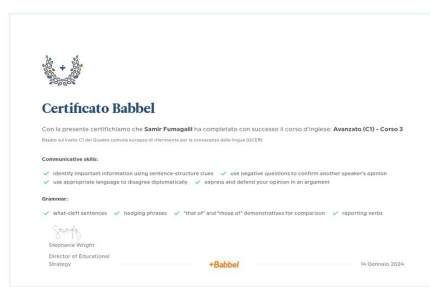 Certificato Babbel
Con la presente certifichiamo che Samir Fumagalli ha completato con successo il corso d'inglese: Avanzato (C1) - Corso 3
Basato sul livello C1 del Quadro comune europeo di riferimento per la conoscenza delle lingue (QCER)
Communicative skills:
✓ identify important information using sentence-structure clues ✓ use negative questions to confirm another speaker's opinion
✓ use appropriate language to disagree diplomatically ✓ express and defend your opinion in an argument
Grammar:
✓ what-cleft sentences ✓ hedging phrases ✓ "that of" and "those of" demonstratives for comparison ✓ reporting verbs
Stephanie Wright
Director of Educational
Strategy
+Babbel
14 Gennaio 2024